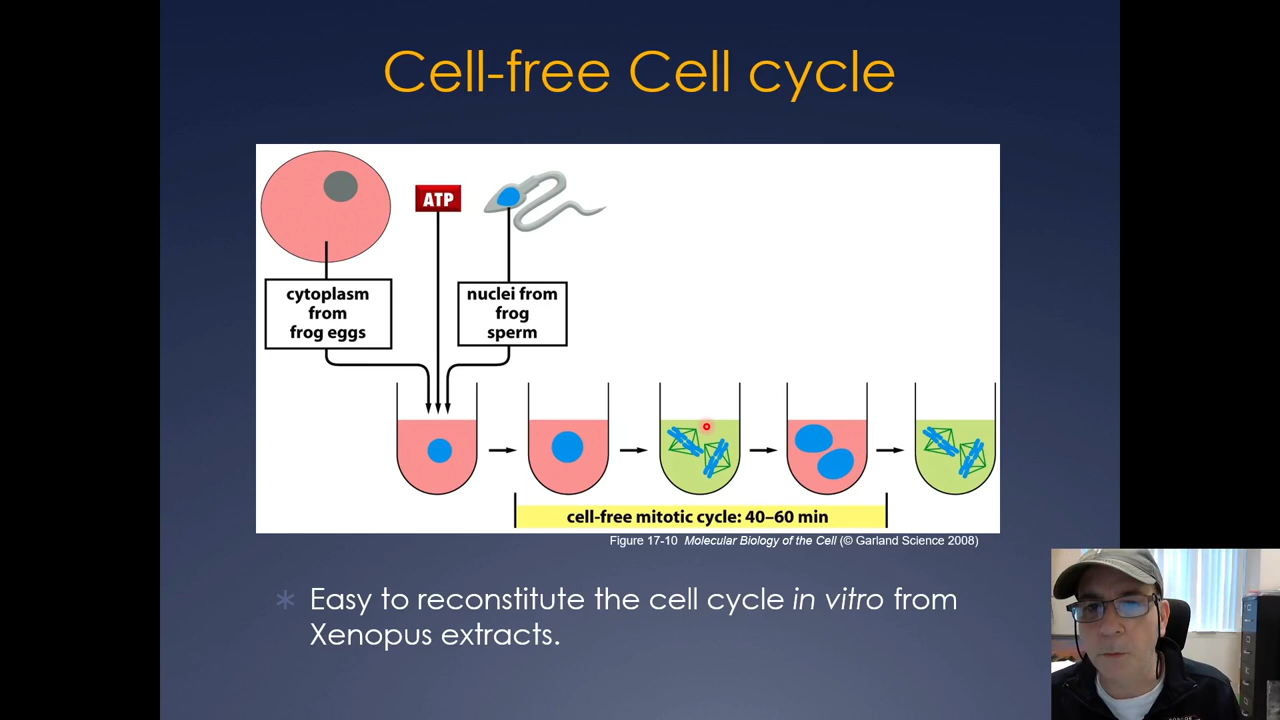 Cell-free Cell cycle
ATP
cytoplasm
from
frog eggs
nuclei from
frog
sperm
cell-free mitotic cycle: 40–60 min
Figure 17-10 Molecular Biology of the Cell (© Garland Science 2008)
* Easy to reconstitute the cell cycle in vitro from
Xenopus extracts.